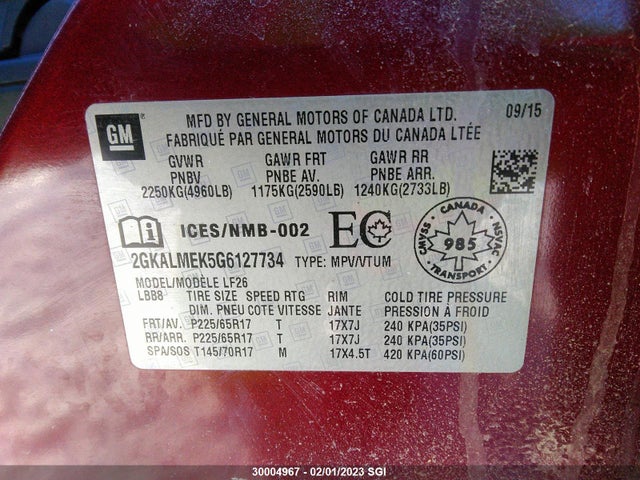 MFD BY GENERAL MOTORS OF CANADA LTD. 09/15
GM
FABRIQUÉ PAR GENERAL MOTORS DU CANADA LTÉE
GVWR GAWR FRT GAWR RR
PNBV PNBE AV. PNBE ARR.
2250KG(4960LB) 1175KG(2590LB) 1240KG(2733LB)
ICES/NMB-002 EC
CANADA
CMVSS 985 NSVAC
TRANSPORT
2GKALMEK5G6127734 TYPE: MPV/VTUM
MODEL/MODÈLE LF26
LBB8 TIRE SIZE SPEED RTG RIM COLD TIRE PRESSURE
DIM. PNEU COTE VITESSE JANTE PRESSION À FROID
FRT/AV. P225/65R17 T 17X7J 240 KPA(35PSI)
RR/ARR. P225/65R17 T 17X7J 240 KPA(35PSI)
SPA/SOS T145/70R17 M 17X4.5T 420 KPA(60PSI)
30004967 - 02/01/2023 SGI